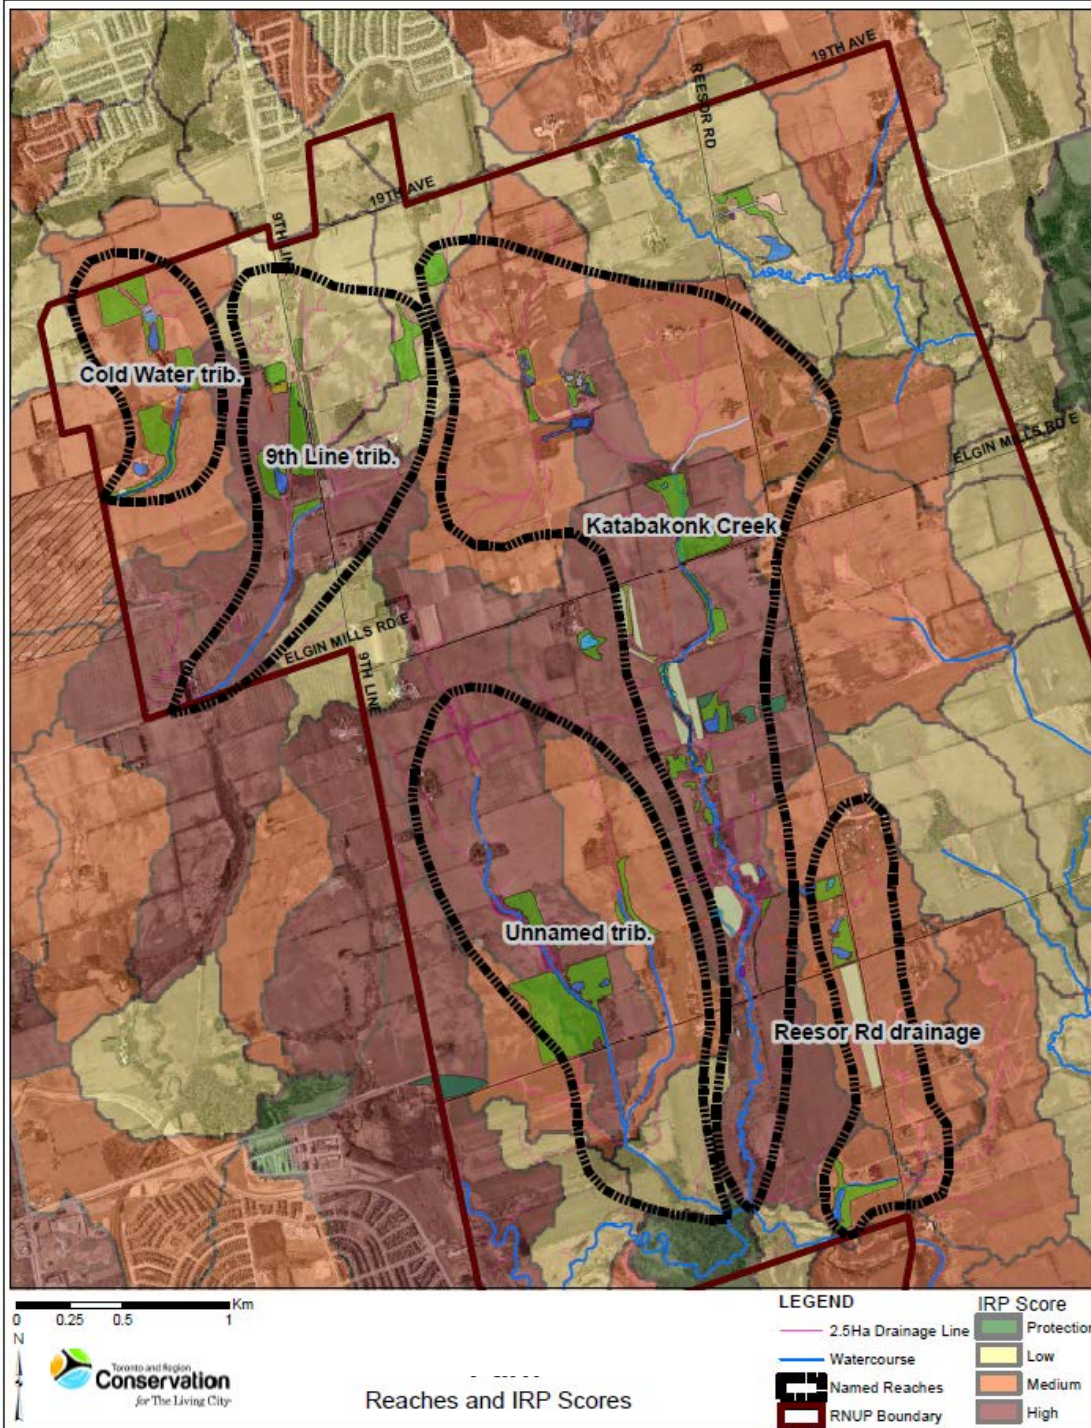 19TH AVE
REESOR RD
19TH AVE
9TH LIN
Cold Water trib.
9th Line trib.
ELGIN MILLS RD E
Katabakonk Creek
ELGIN MILLS RD E
9TH LINE
Unnamed trib.
Reesor Rd drainage
0 0.25 0.5 1 Km
N
Toronto and Region
Conservation
for The Living City
Reaches and IRP Scores
LEGEND
2.5Ha Drainage Line
Watercourse
Named Reaches
RNUP Boundary
IRP Score
Protection
Low
Medium
High